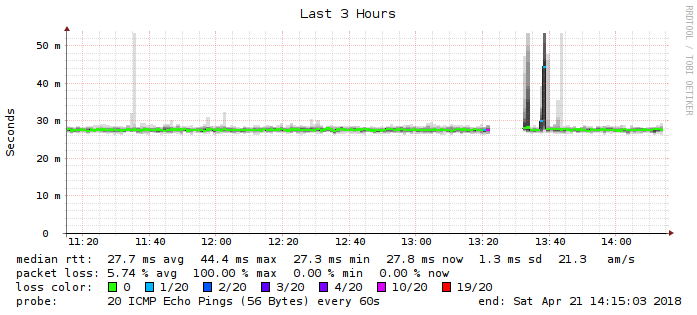 Last 3 Hours
RRDTOOL / TOBI OETIKER
Seconds
50 m
40 m
30 m
20 m
10 m
0
11:20 11:40 12:00 12:20 12:40 13:00 13:20 13:40 14:00
median rtt: 27.7 ms avg 44.4 ms max 27.3 ms min 27.8 ms now 1.3 ms sd 21.3 am/s
packet loss: 5.74 % avg 100.00 % max 0.00 % min 0.00 % now
loss color: 0 1/20 2/20 3/20 4/20 10/20 19/20
probe: 20 ICMP Echo Pings (56 Bytes) every 60s end: Sat Apr 21 14:15:03 2018